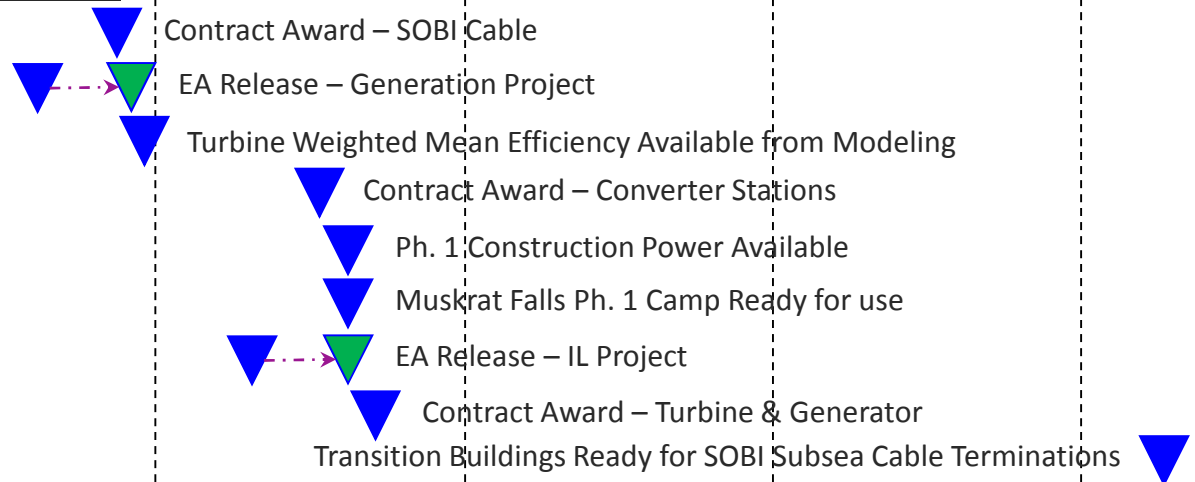 Contract Award – SOBI Cable
EA Release – Generation Project
Turbine Weighted Mean Efficiency Available from Modeling
Contract Award – Converter Stations
Ph. 1 Construction Power Available
Muskrat Falls Ph. 1 Camp Ready for use
EA Release – IL Project
Contract Award – Turbine & Generator
Transition Buildings Ready for SOBI Subsea Cable Terminations